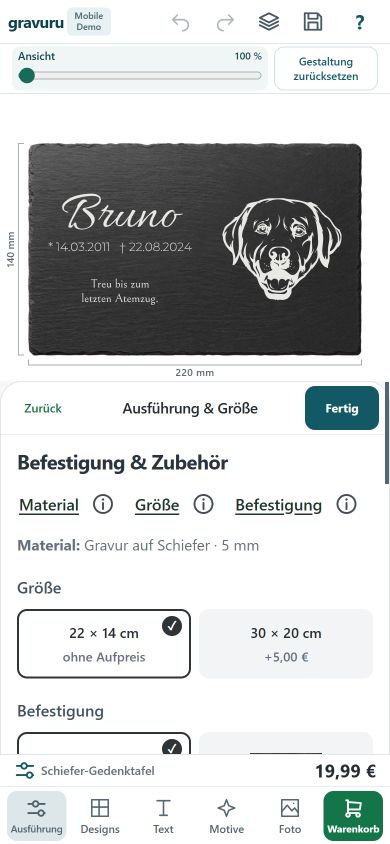 gravuru
Mobile
Demo
?
Ansicht
100 %
Gestaltung
zurücksetzen
140 mm
Bruno
* 14.03.2011 † 22.08.2024
Treu bis zum
letzten Atemzug.
220 mm
Zurück
Ausführung & Größe
Fertig
Befestigung & Zubehör
Material
Größe
Befestigung
Material: Gravur auf Schiefer · 5 mm
Größe
22 × 14 cm
ohne Aufpreis
30 × 20 cm
+5,00 €
Befestigung
Schiefer-Gedenktafel
19,99 €
Ausführung
Designs
Text
Motive
Foto
Warenkorb